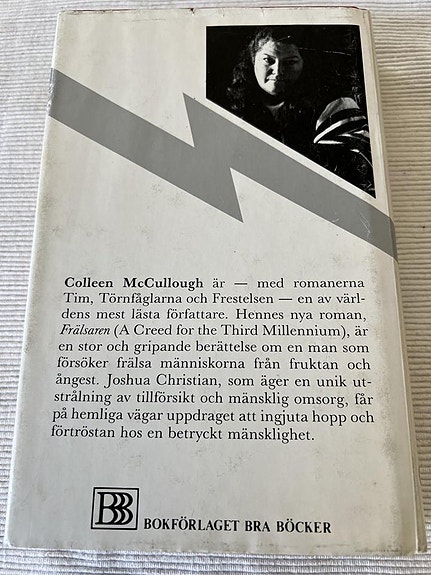 Colleen McCullough är — med romanerna
Tim, Törnfåglarna och Frestelsen — en av värl-
dens mest lästa författare. Hennes nya roman,
Frälsaren (A Creed for the Third Millennium), är
en stor och gripande berättelse om en man som
försöker frälsa människorna från fruktan och
ångest. Joshua Christian, som äger en unik ut-
strålning av tillförsikt och mänsklig omsorg, får
på hemliga vägar uppdraget att ingjuta hopp och
förtröstan hos en betryckt mänsklighet.
BBB BOKFÖRLAGET BRA BÖCKER